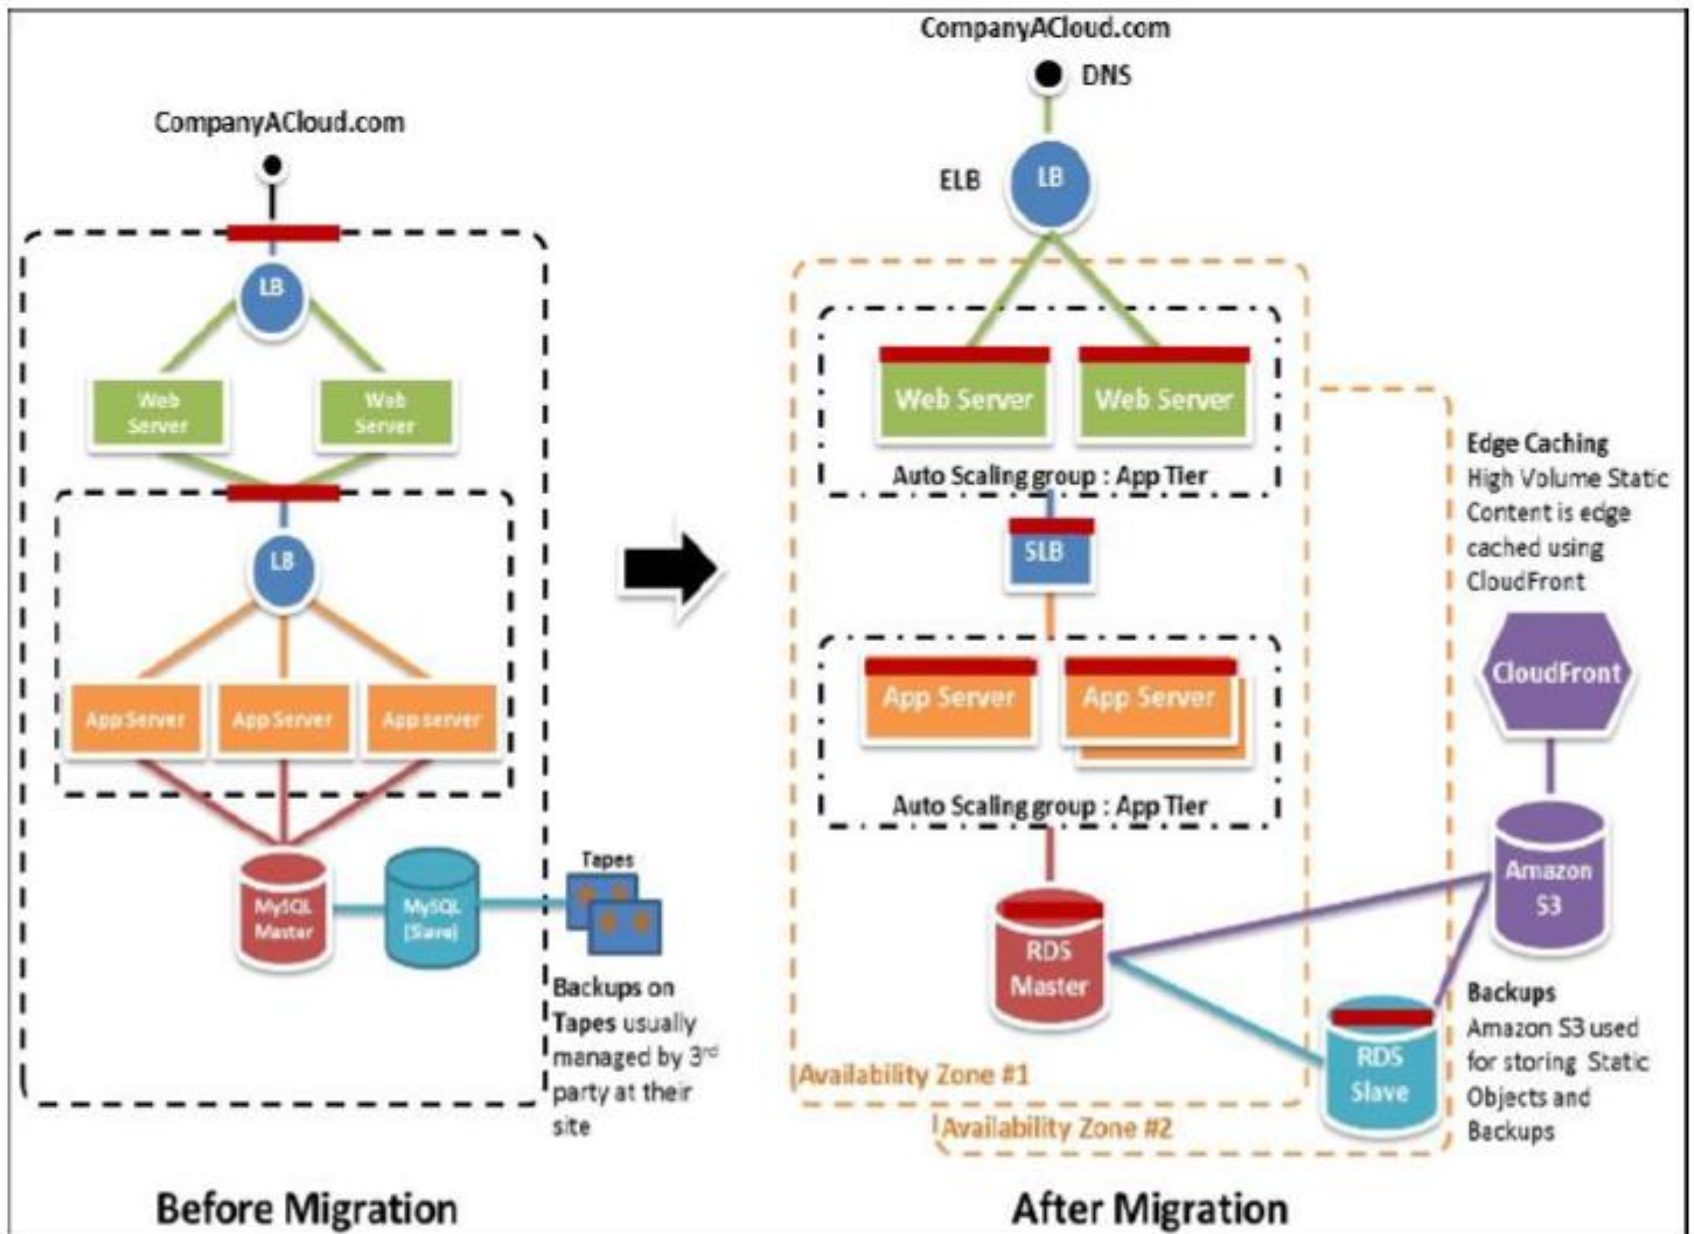 CompanyACloud.com
LB
Web
Server
Web
Server
LB
App Server
App Server
App server
MySQL
Master
MySQL
(Slave)
Tapes
Backups on
Tapes usually
managed by 3rd
party at their
site
Before Migration
CompanyACloud.com
DNS
ELB
LB
Web Server
Web Server
Auto Scaling group : App Tier
SLB
App Server
App Server
Auto Scaling group : App Tier
RDS
Master
Availability Zone #1
Availability Zone #2
RDS
Slave
Edge Caching
High Volume Static
Content is edge
cached using
CloudFront
CloudFront
Amazon
S3
Backups
Amazon S3 used
for storing Static
Objects and
Backups
After Migration